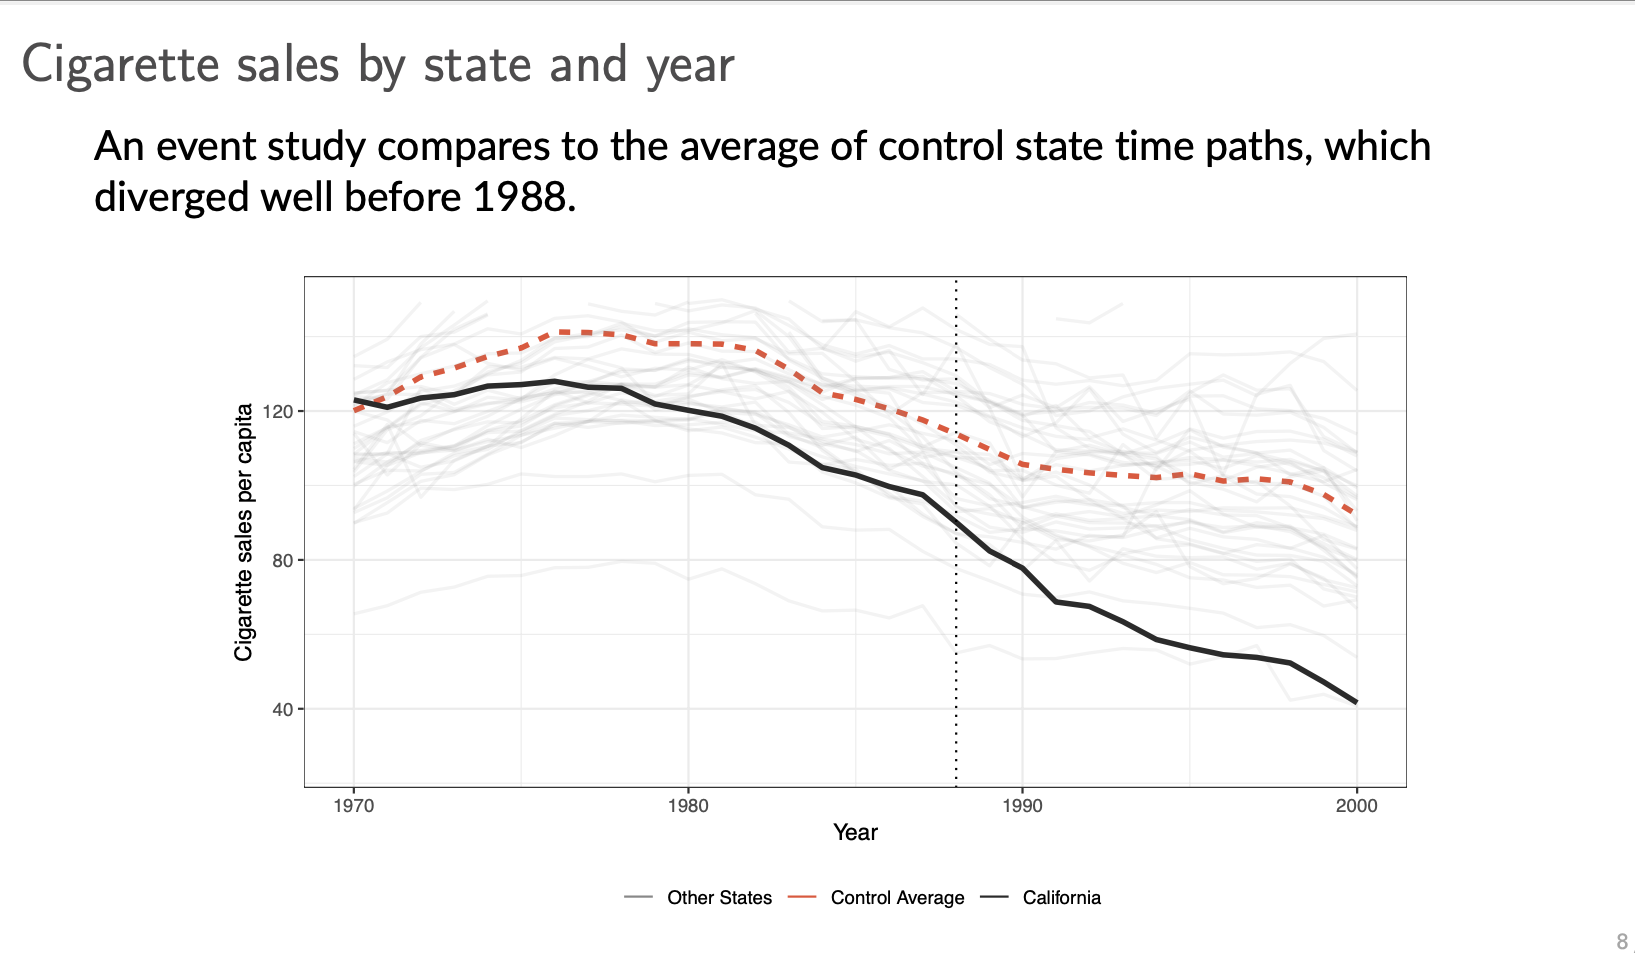 Cigarette sales by state and year
An event study compares to the average of control state time paths, which
diverged well before 1988.
Cigarette sales per capita
120
80
40
1970 1980 1990 2000
Year
Other States Control Average California
8